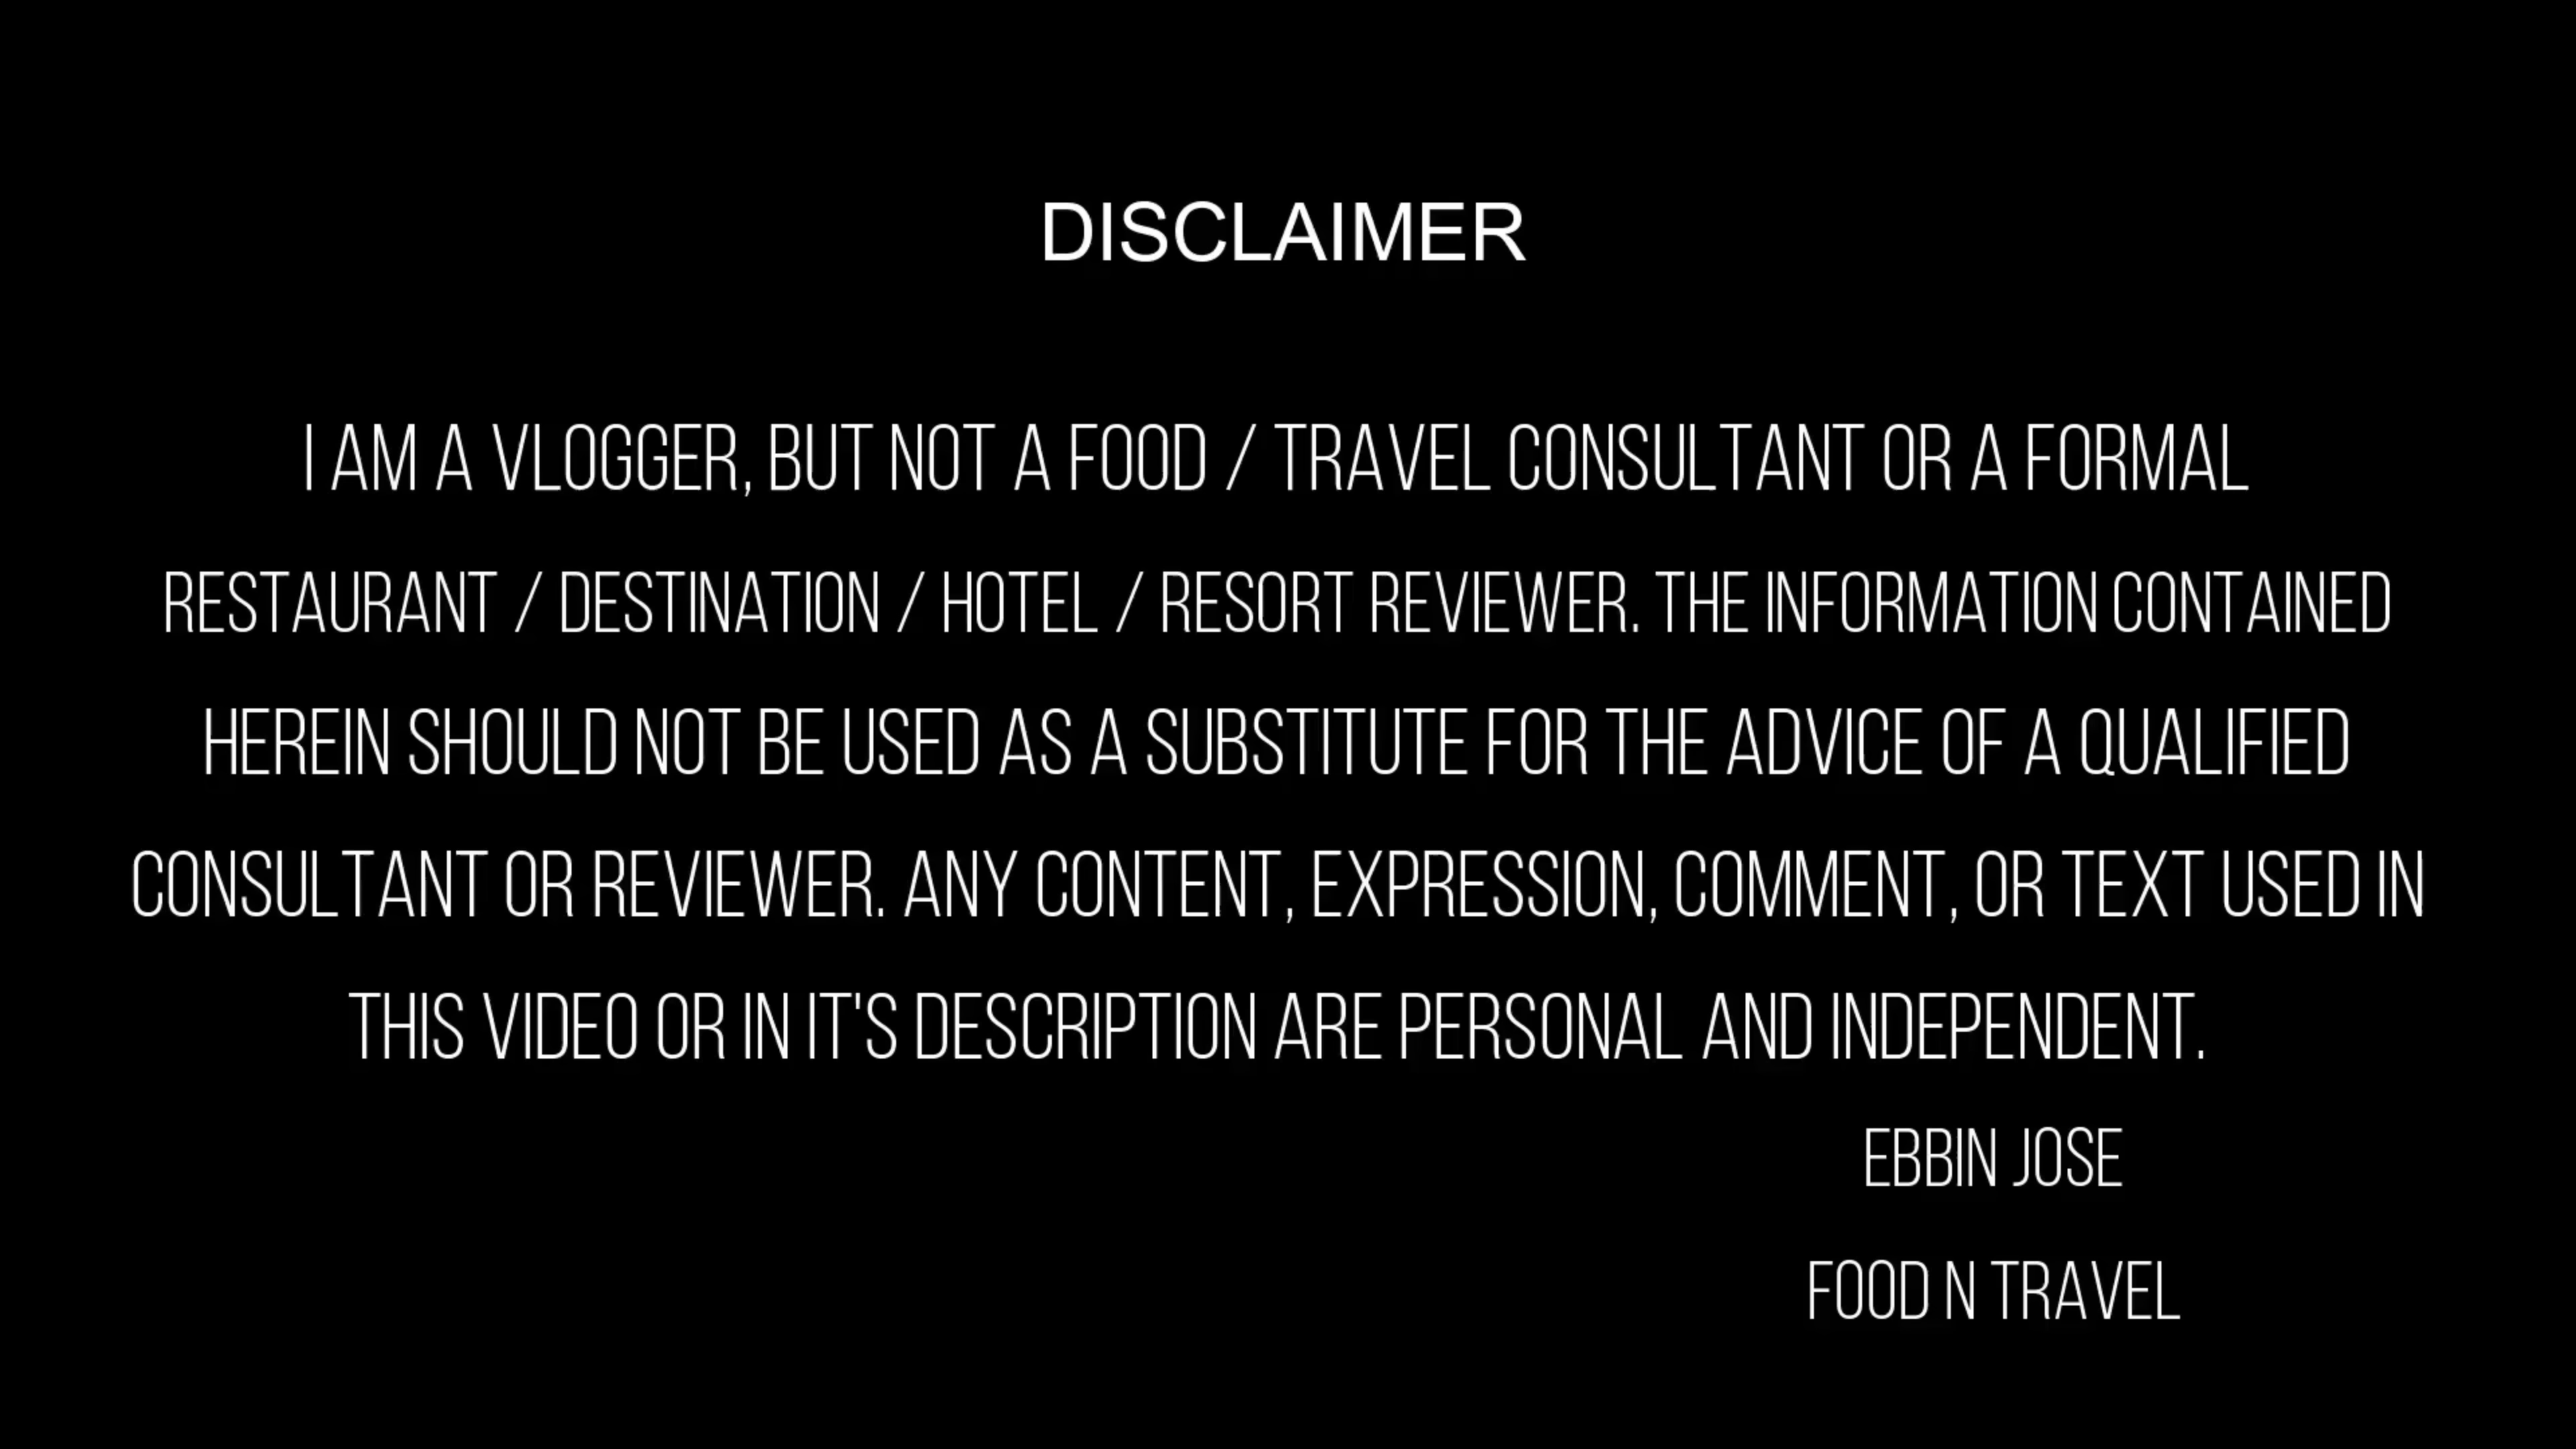 DISCLAIMER
I AM A VLOGGER, BUT NOT A FOOD / TRAVEL CONSULTANT OR A FORMAL
RESTAURANT / DESTINATION / HOTEL / RESORT REVIEWER. THE INFORMATION CONTAINED
HEREIN SHOULD NOT BE USED AS A SUBSTITUTE FOR THE ADVICE OF A QUALIFIED
CONSULTANT OR REVIEWER. ANY CONTENT, EXPRESSION, COMMENT, OR TEXT USED IN
THIS VIDEO OR IN IT'S DESCRIPTION ARE PERSONAL AND INDEPENDENT.
EBBIN JOSE
FOOD N TRAVEL